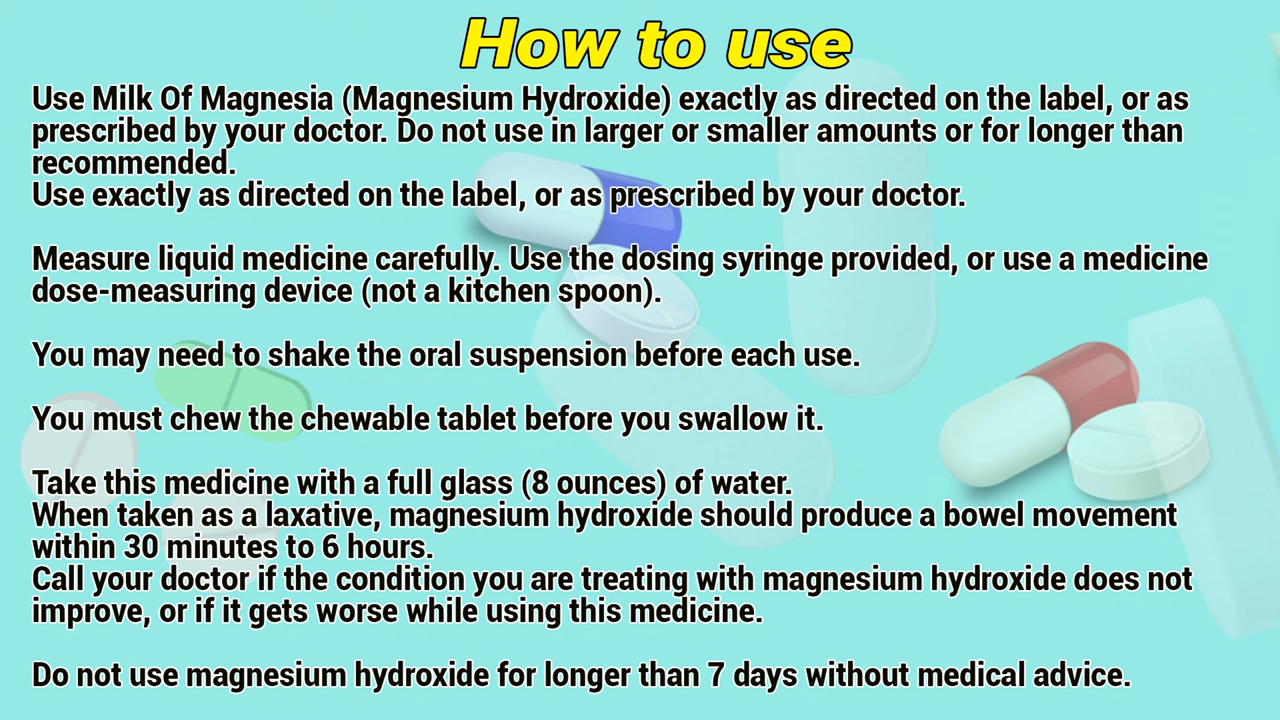 How to use
Use Milk Of Magnesia (Magnesium Hydroxide) exactly as directed on the label, or as
prescribed by your doctor. Do not use in larger or smaller amounts or for longer than
recommended.
Use exactly as directed on the label, or as prescribed by your doctor.
Measure liquid medicine carefully. Use the dosing syringe provided, or use a medicine
dose-measuring device (not a kitchen spoon).
You may need to shake the oral suspension before each use.
You must chew the chewable tablet before you swallow it.
Take this medicine with a full glass (8 ounces) of water.
When taken as a laxative, magnesium hydroxide should produce a bowel movement
within 30 minutes to 6 hours.
Call your doctor if the condition you are treating with magnesium hydroxide does not
improve, or if it gets worse while using this medicine.
Do not use magnesium hydroxide for longer than 7 days without medical advice.